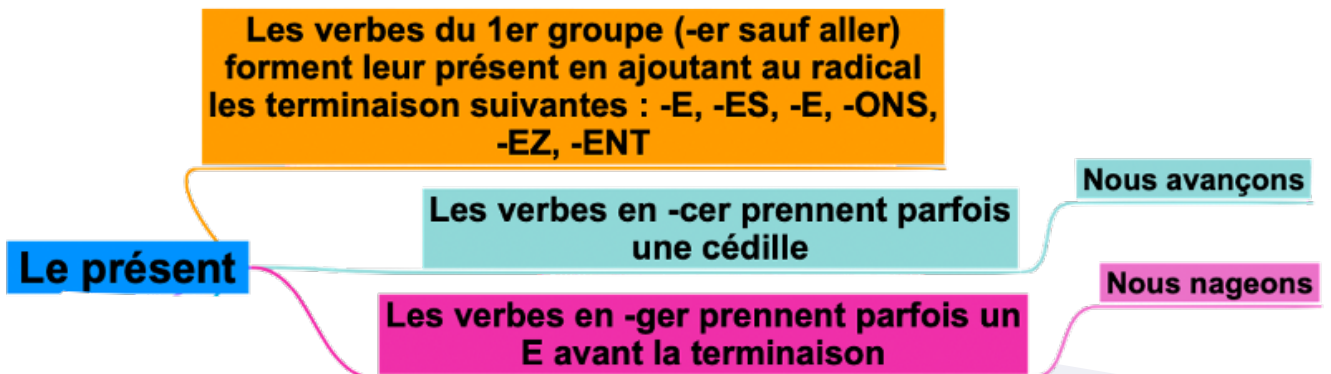 Les verbes du 1er groupe (-er sauf aller)
forment leur présent en ajoutant au radical
les terminaison suivantes : -E, -ES, -E, -ONS,
-EZ, -ENT
Nous avançons
Les verbes en -cer prennent parfois
une cédille
Le présent
Nous nageons
Les verbes en -ger prennent parfois un
E avant la terminaison